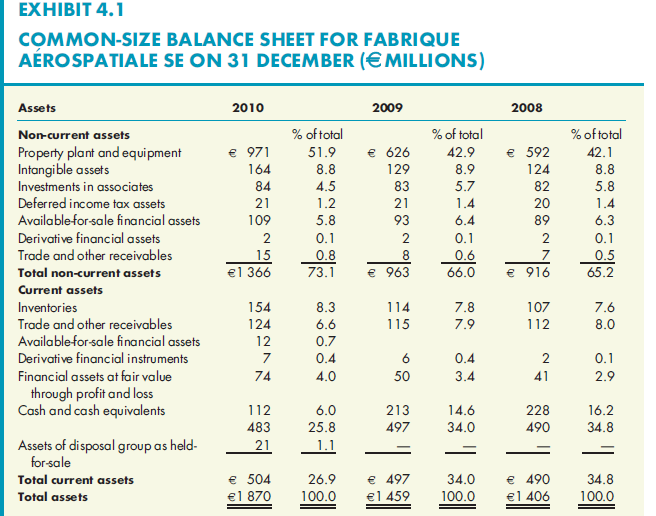 EXHIBIT 4.1
COMMON-SIZE BALANCE SHEET FOR FABRIQUE
AÉROSPATIALE SE ON 31 DECEMBER (€MILLIONS)
Assets 2010 2009 2008
Non-current assets % of total % of total % of total
Property plant and equipment € 971 51.9 € 626 42.9 € 592 42.1
Intangible assets 164 8.8 129 8.9 124 8.8
Investments in associates 84 4.5 83 5.7 82 5.8
Deferred income tax assets 21 1.2 21 1.4 20 1.4
Available-for-sale financial assets 109 5.8 93 6.4 89 6.3
Derivative financial assets 2 0.1 2 0.1 2 0.1
Trade and other receivables 15 0.8 8 0.6 7 0.5
Total non-current assets €1 366 73.1 € 963 66.0 € 916 65.2
Current assets
Inventories 154 8.3 114 7.8 107 7.6
Trade and other receivables 124 6.6 115 7.9 112 8.0
Available-for-sale financial assets 12 0.7
Derivative financial instruments 7 0.4 6 0.4 2 0.1
Financial assets at fair value 74 4.0 50 3.4 41 2.9
through profit and loss
Cash and cash equivalents 112 6.0 213 14.6 228 16.2
483 25.8 497 34.0 490 34.8
Assets of disposal group as held- 21 1.1 — — — —
for-sale
Total current assets € 504 26.9 € 497 34.0 € 490 34.8
Total assets €1 870 100.0 €1 459 100.0 €1 406 100.0